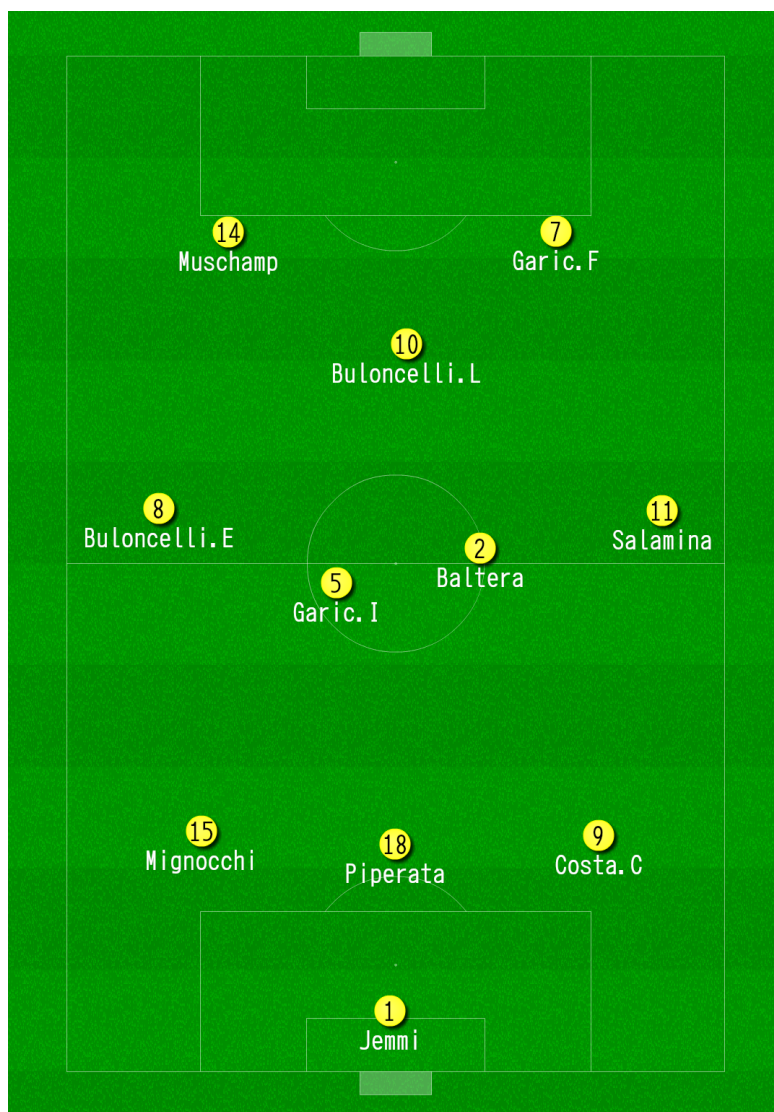 14
Muschamp
7
Garic.F
10
Buloncelli.L
8
Buloncelli.E
11
Salamina
2
Baltera
5
Garic.I
15
Mignocchi
18
Piperata
9
Costa.C
1
Jemmi